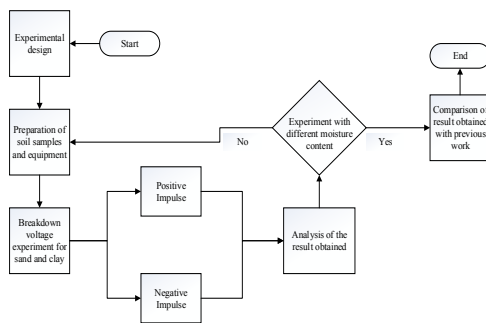 Experimental
design
Start
Preparation of
soil samples
and equipment
Breakdown
voltage
experiment for
sand and clay
Positive
Impulse
Negative
Impulse
Analysis of the
result obtained
Experiment with
different moisture
content
No
Yes
Comparison of
result obtained
with previous
work
End